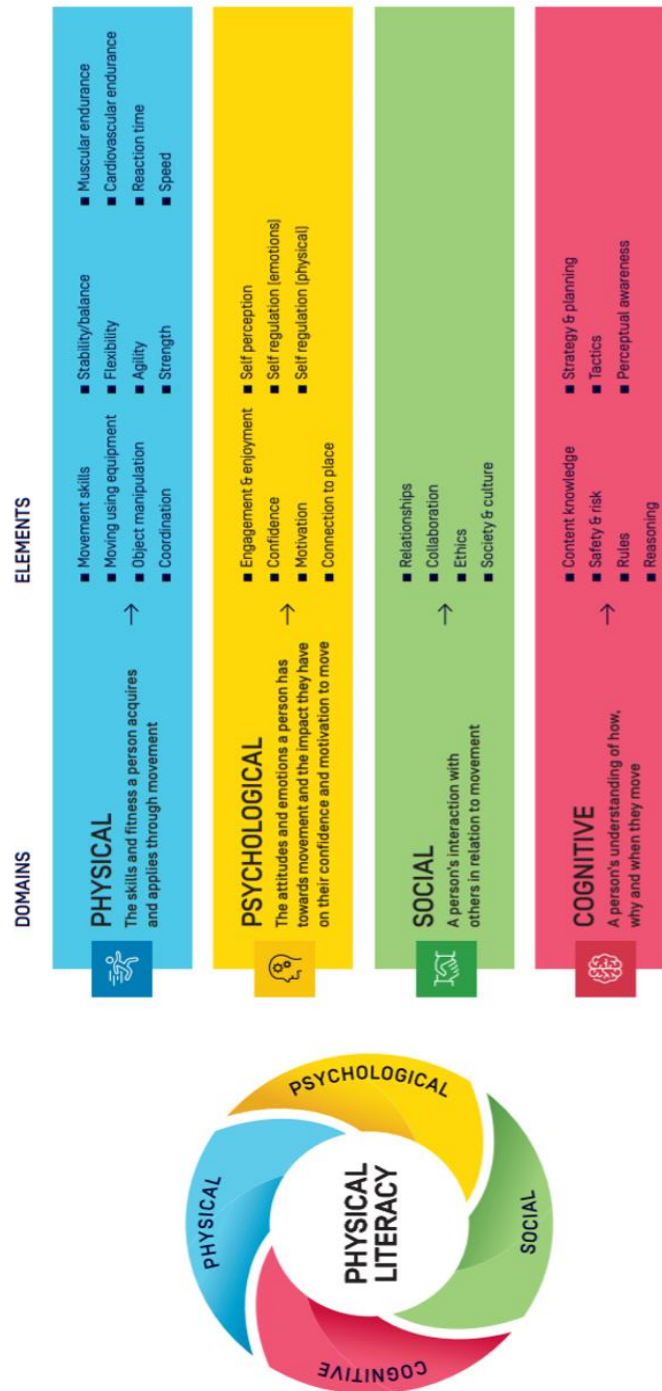 PHYSICAL
PSYCHOLOGICAL
SOCIAL
COGNITIVE
PHYSICAL
LITERACY
DOMAINS
ELEMENTS
PHYSICAL
The skills and fitness a person acquires
and applies through movement
→
■ Movement skills
■ Moving using equipment
■ Object manipulation
■ Coordination
■ Stability/balance
■ Flexibility
■ Agility
■ Strength
■ Muscular endurance
■ Cardiovascular endurance
■ Reaction time
■ Speed
PSYCHOLOGICAL
The attitudes and emotions a person has
towards movement and the impact they have
on their confidence and motivation to move
→
■ Engagement & enjoyment
■ Confidence
■ Motivation
■ Connection to place
■ Self perception
■ Self regulation (emotions)
■ Self regulation (physical)
SOCIAL
A person's interaction with
others in relation to movement
→
■ Relationships
■ Collaboration
■ Ethics
■ Society & culture
COGNITIVE
A person's understanding of how,
why and when they move
→
■ Content knowledge
■ Safety & risk
■ Rules
■ Reasoning
■ Strategy & planning
■ Tactics
■ Perceptual awareness